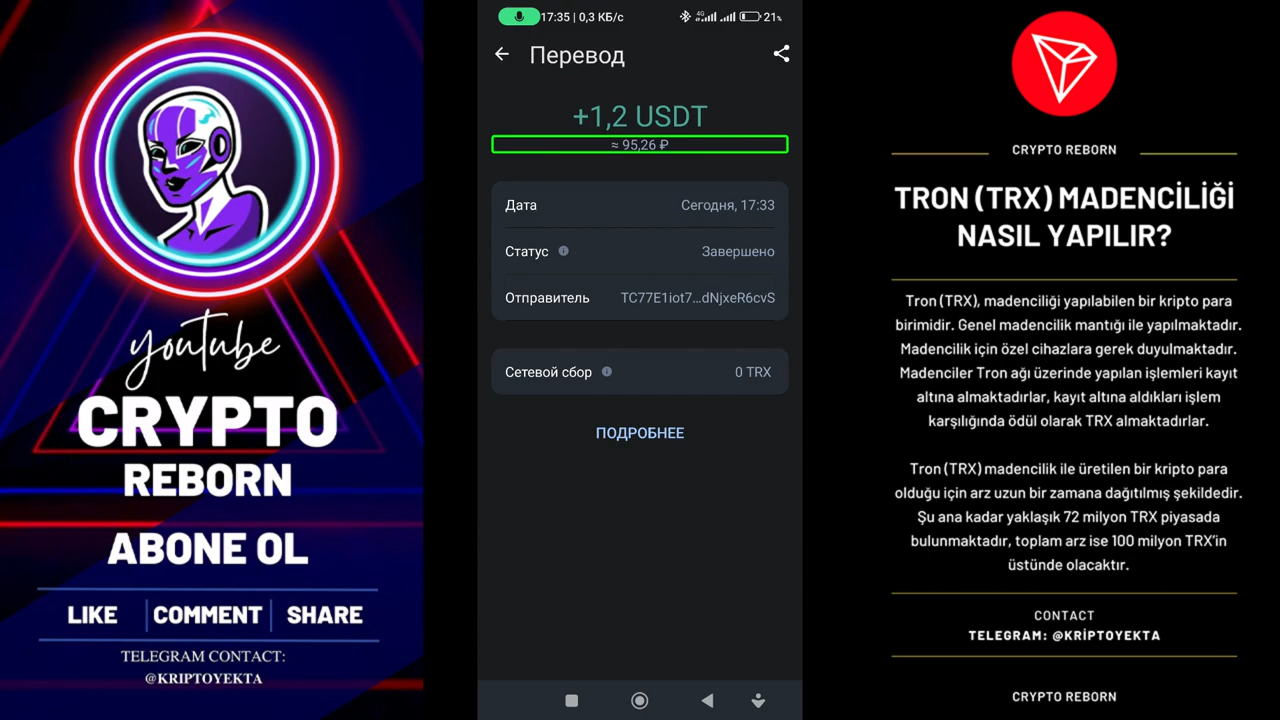 youtube
CRYPTO
REBORN
ABONE OL
LIKE
COMMENT
SHARE
TELEGRAM CONTACT:
@KRIPTOYEKTA
17:35 | 0,3 КБ/с
4G
21%
Перевод
+1,2 USDT
≈ 95,26 ₽
Дата
Сегодня, 17:33
Статус
Завершено
Отправитель
TC77E1iot7...dNjxeR6cvS
Сетевой сбор
0 TRX
ПОДРОБНЕЕ
CRYPTO REBORN
TRON (TRX) MADENCİLİĞİ
NASIL YAPILIR?
Tron (TRX), madenciliği yapılabilen bir kripto para
birimidir. Genel madencilik mantığı ile yapılmaktadır.
Madencilik için özel cihazlara gerek duyulmaktadır.
Madenciler Tron ağı üzerinde yapılan işlemleri kayıt
altına almaktadırlar, kayıt altına aldıkları işlem
karşılığında ödül olarak TRX almaktadırlar.
Tron (TRX) madencilik ile üretilen bir kripto para
olduğu için arz uzun bir zamana dağıtılmış şekildedir.
Şu ana kadar yaklaşık 72 milyon TRX piyasada
bulunmaktadır, toplam arz ise 100 milyon TRX'in
üstünde olacaktır.
CONTACT
TELEGRAM: @KRİPTOYEKTA
CRYPTO REBORN